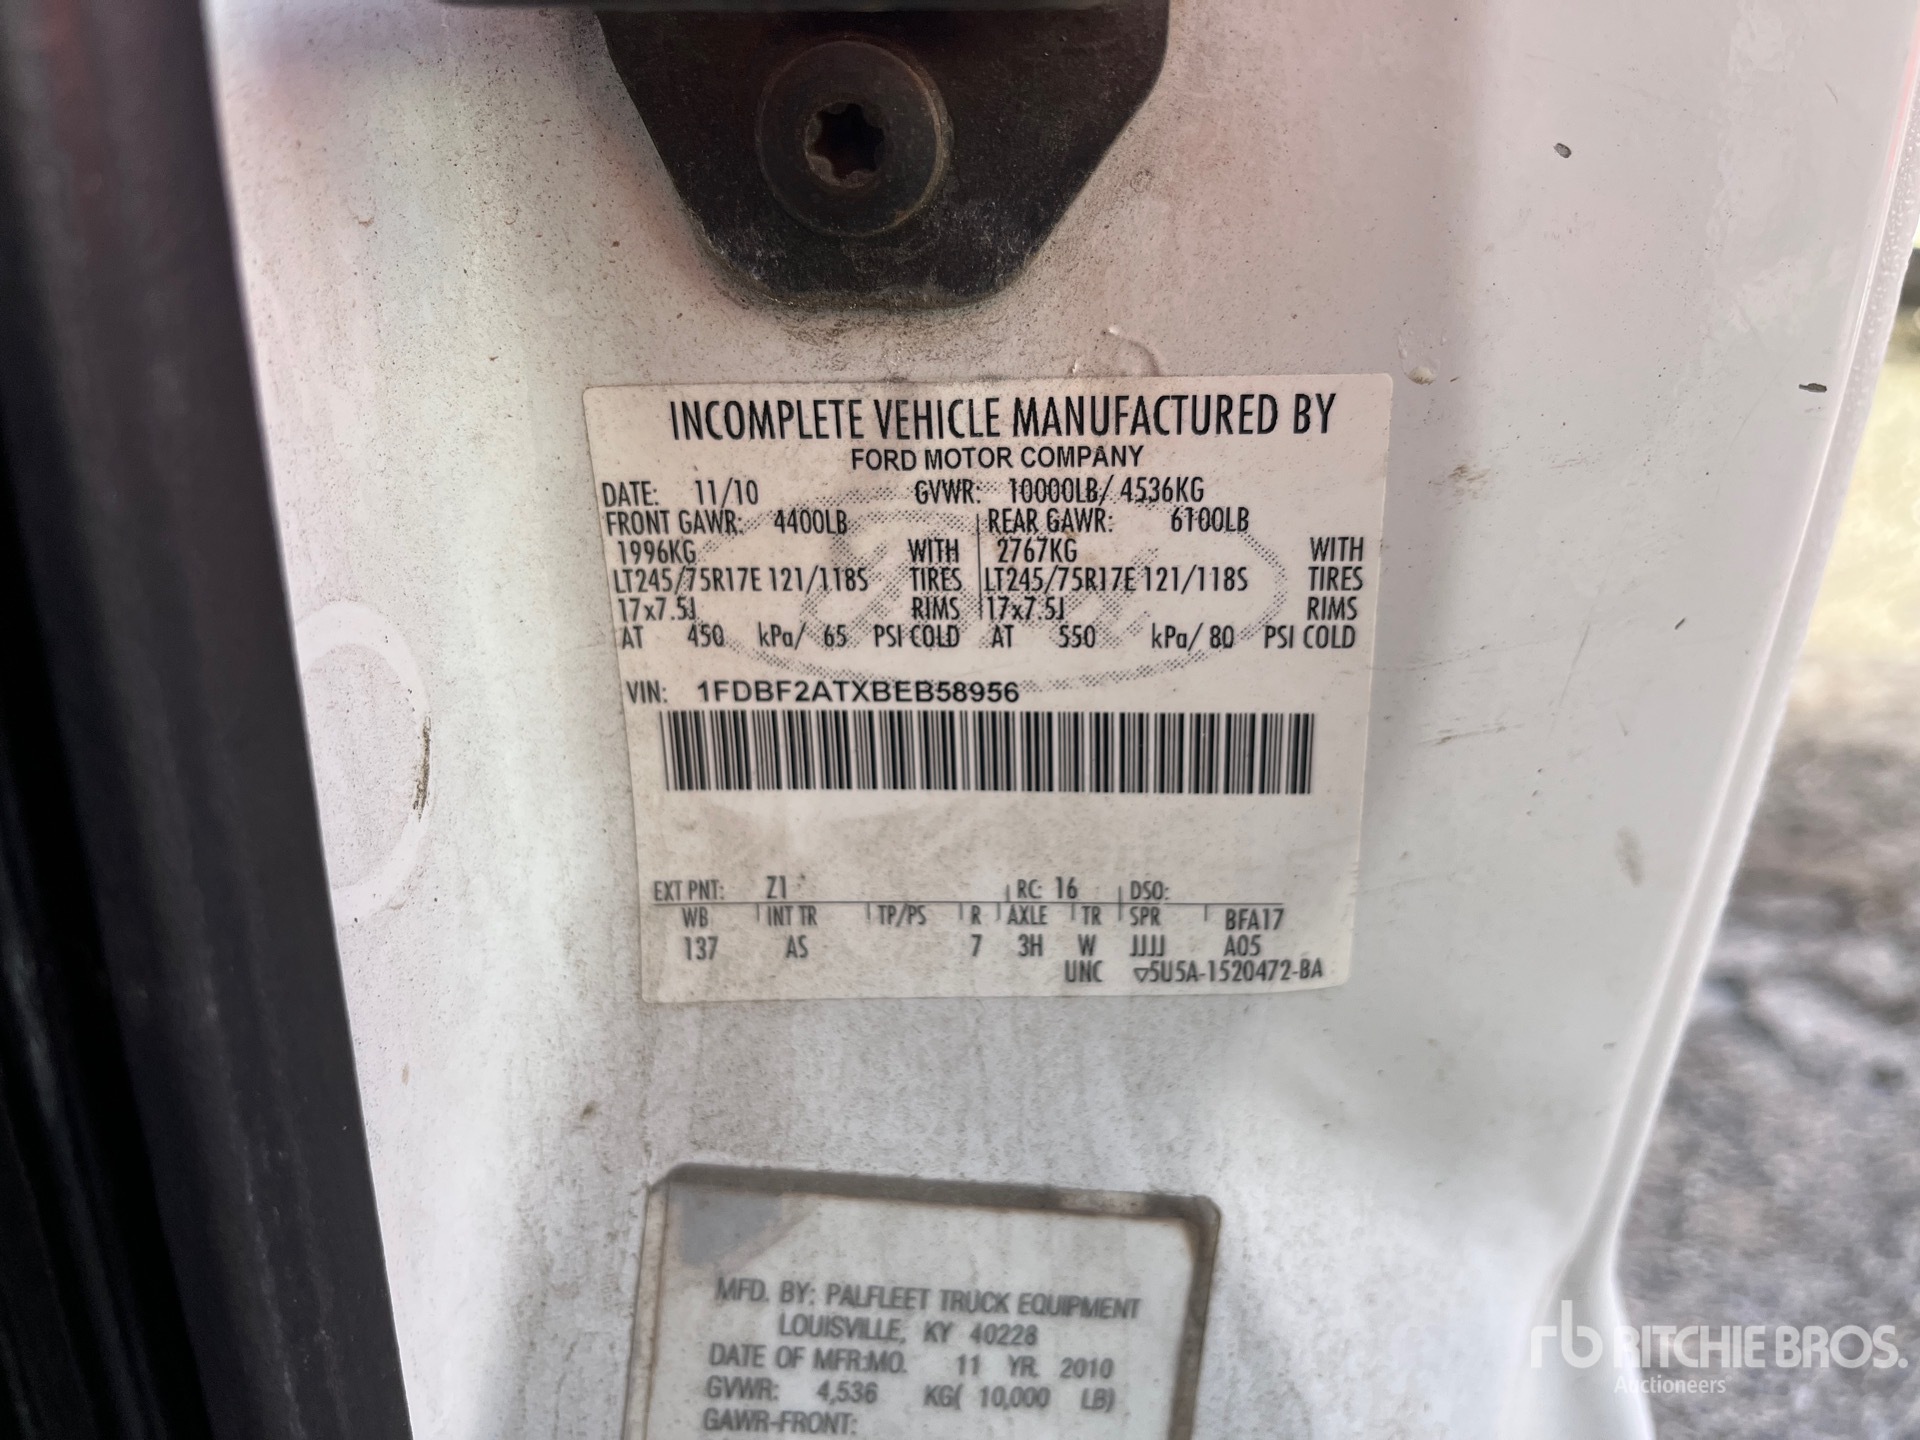 INCOMPLETE VEHICLE MANUFACTURED BY
FORD MOTOR COMPANY
DATE: 11/10 GVWR: 10000LB/ 4536KG
FRONT GAWR: 4400LB REAR GAWR: 6100LB
1996KG WITH 2767KG WITH
LT245/75R17E 121/118S TIRES LT245/75R17E 121/118S TIRES
17x7.5J RIMS 17x7.5J RIMS
AT 450 kPa/ 65 PSI COLD AT 550 kPa/ 80 PSI COLD
VIN: 1FDBF2ATXBEB58956
EXT PNT: Z1 RC: 16 DSO:
WB INT TR TP/PS R AXLE TR SPR BFA17
137 AS 7 3H W JJJJ A05
UNC ▽5U5A-1520472-BA
MFD. BY: PALFLEET TRUCK EQUIPMENT
LOUISVILLE, KY 40228
DATE OF MFR:MO. 11 YR. 2010
GVWR: 4,536 KG( 10,000 LB)
GAWR-FRONT:
rb RITCHIE BROS.
Auctioneers